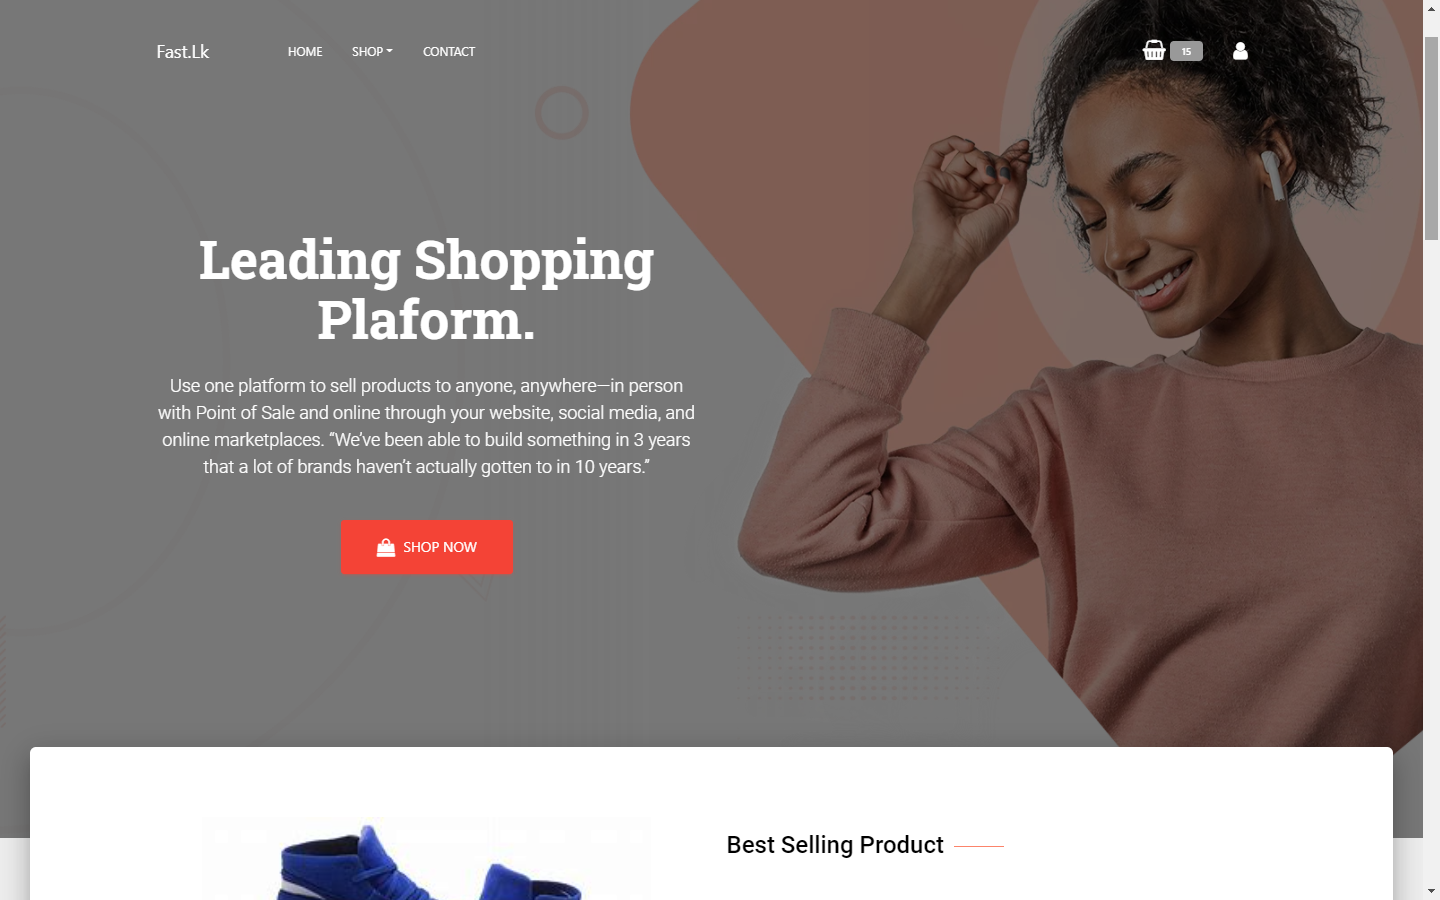 Fast.Lk
HOME
SHOP
CONTACT
15
Leading Shopping
Plaform.
Use one platform to sell products to anyone, anywhere—in person
with Point of Sale and online through your website, social media, and
online marketplaces. “We’ve been able to build something in 3 years
that a lot of brands haven’t actually gotten to in 10 years.”
SHOP NOW
Best Selling Product